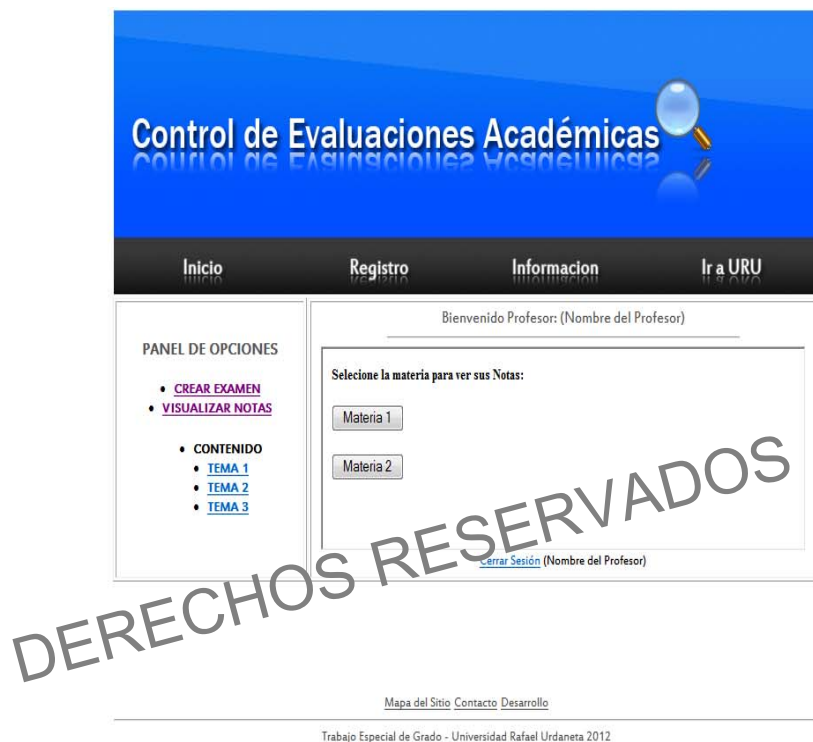 Control de Evaluaciones Académicas
Inicio Registro Informacion Ir a URU
PANEL DE OPCIONES
CREAR EXAMEN
VISUALIZAR NOTAS
CONTENIDO
TEMA 1
TEMA 2
TEMA 3
Bienvenido Profesor: (Nombre del Profesor)
Selecione la materia para ver sus Notas:
Materia 1
Materia 2
Cerrar Sesión (Nombre del Profesor)
DERECHOS RESERVADOS
Mapa del Sitio Contacto Desarrollo
Trabajo Especial de Grado - Universidad Rafael Urdaneta 2012